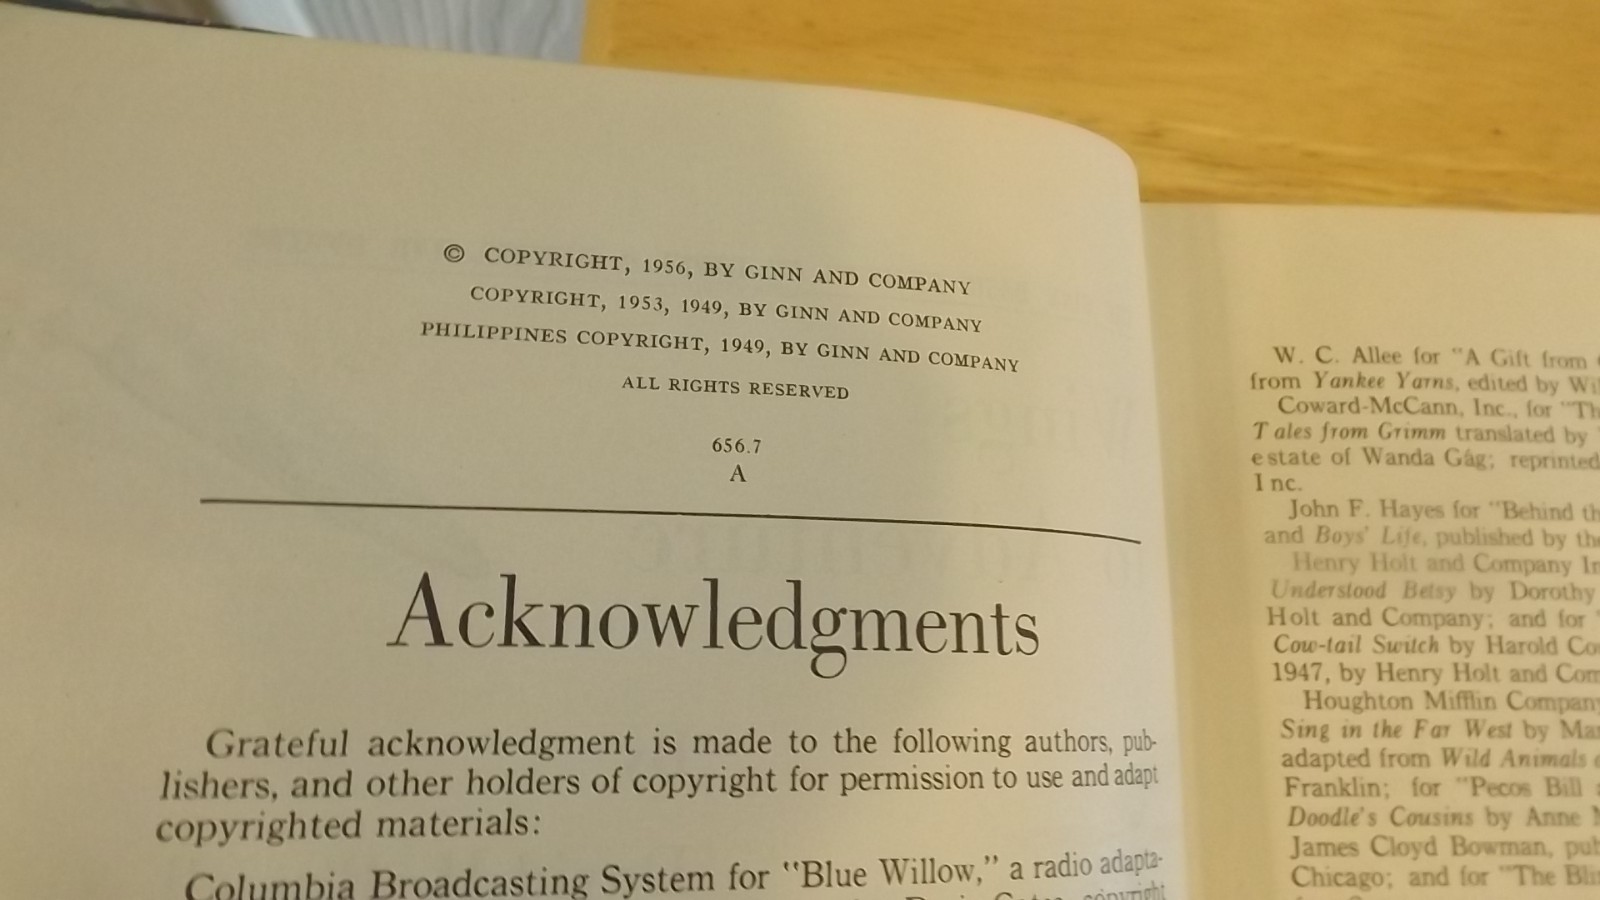 © COPYRIGHT, 1956, BY GINN AND COMPANY
COPYRIGHT, 1953, 1949, BY GINN AND COMPANY
PHILIPPINES COPYRIGHT, 1949, BY GINN AND COMPANY
ALL RIGHTS RESERVED
656.7
A
Acknowledgments
Grateful acknowledgment is made to the following authors, pub-
lishers, and other holders of copyright for permission to use and adapt
copyrighted materials:
Columbia Broadcasting System for "Blue Willow," a radio adapta-
copyright
W. C. Allee for "A Gift from
from Yankee Yarns, edited by
Coward-McCann, Inc., for
Tales from Grimm translated by
estate of Wanda Gág; reprinted
Inc.
John F. Hayes for "Behind
and Boys' Life, published by
Henry Holt and Company
Understood Betsy by Dorothy
Holt and Company; and for
Cow-tail Switch by Harold
1947, by Henry Holt and
Houghton Mifflin Company
Sing in the Far West by
adapted from Wild Animals
Franklin; for "Pecos Bill
Doodle's Cousins by Anne
James Cloyd Bowman,
Chicago; and for "The